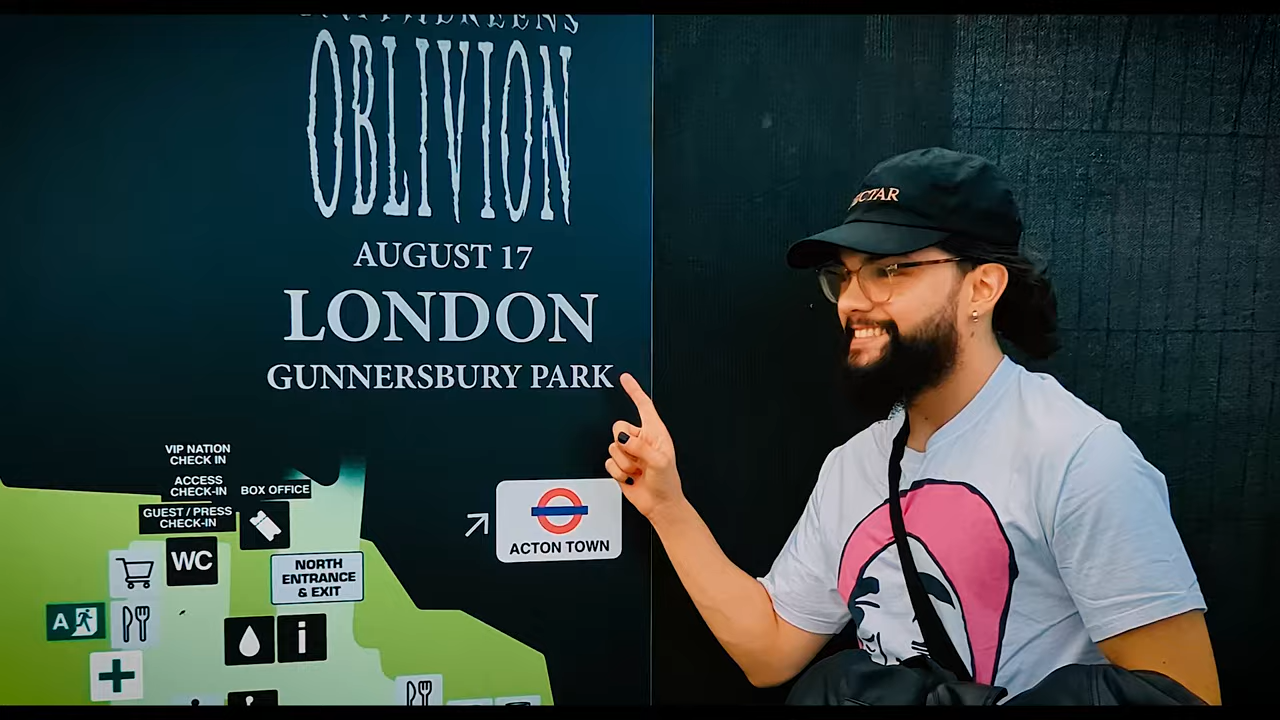 OBLIVION
AUGUST 17
LONDON
GUNNERSBURY PARK
VIP NATION
CHECK IN
ACCESS
CHECK-IN
BOX OFFICE
GUEST / PRESS
CHECK-IN
WC
NORTH
ENTRANCE
& EXIT
A
i
ACTON TOWN